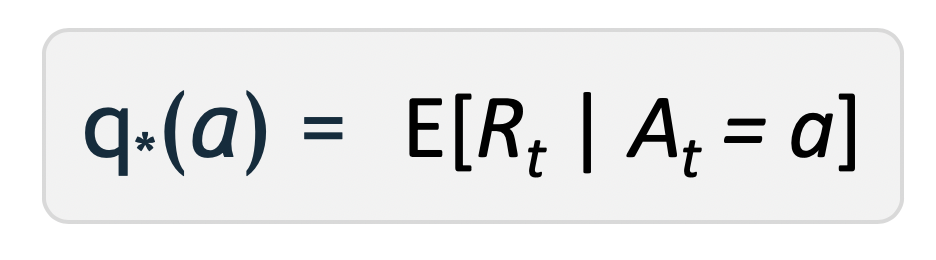 q*(a) = E[Rt | At = a]